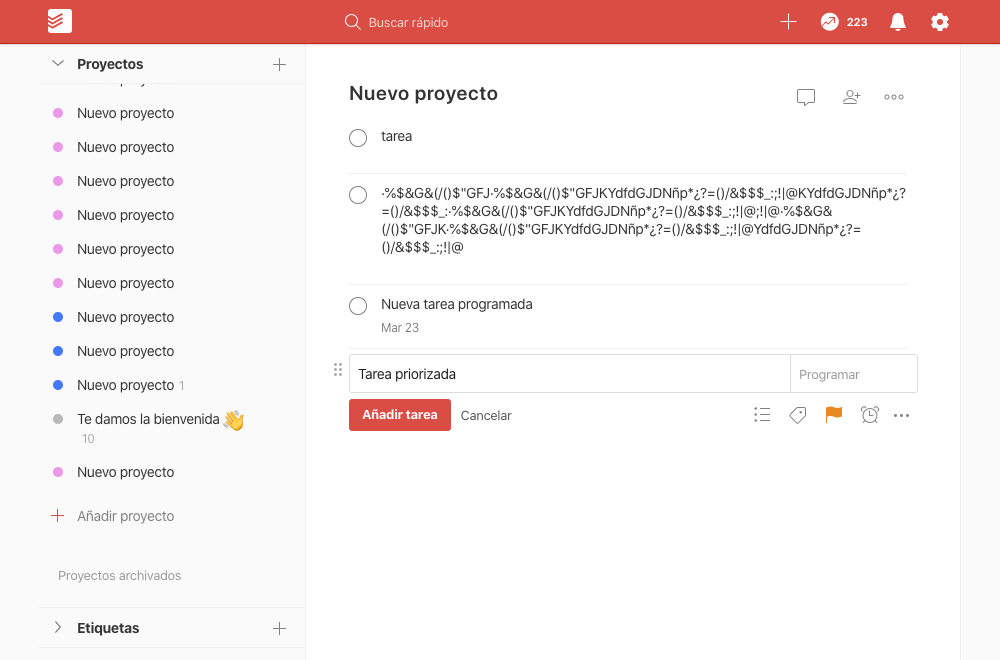 Buscar rápido
223
Proyectos
Nuevo proyecto
Nuevo proyecto
Nuevo proyecto
Nuevo proyecto
Nuevo proyecto
Nuevo proyecto
Nuevo proyecto
Nuevo proyecto
Nuevo proyecto 1
Te damos la bienvenida 👋
10
Nuevo proyecto
Añadir proyecto
Proyectos archivados
Etiquetas
Nuevo proyecto
tarea
·%$&G&(/()$"GFJ·%$&G&(/()$"GFJKYdfdGJDNñp*¿?=()/&$$$_:;!|@KYdfdGJDNñp*¿?
=()/&$$$_:·%$&G&(/()$"GFJKYdfdGJDNñp*¿?=()/&$$$_:;!|@;!|@·%$&G&
(/()$"GFJK·%$&G&(/()$"GFJKYdfdGJDNñp*¿?=()/&$$$_:;!|@YdfdGJDNñp*¿?=
()/&$$$_:;!|@
Nueva tarea programada
Mar 23
Tarea priorizada
Programar
Añadir tarea
Cancelar